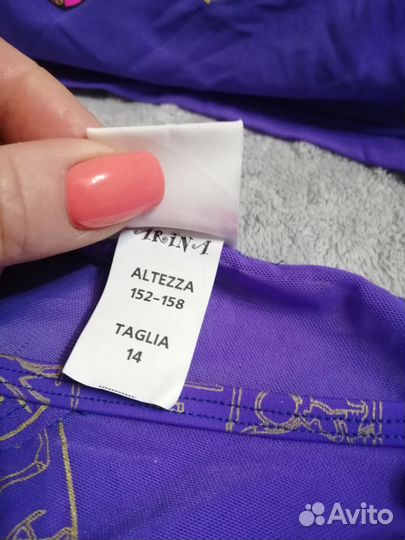 ARiNA
ALTEZZA
152-158
TAGLIA
14
Avito